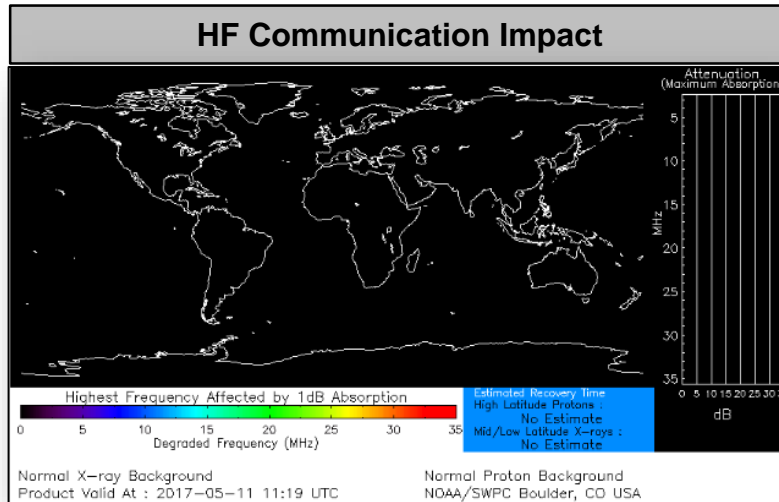 HF Communication Impact
Attenuation
(Maximum Absorption)
5
10
15
20
25
30
35
MHz
0 5 10 15 20 25 30
dB
Highest Frequency Affected by 1dB Absorption
0 5 10 15 20 25 30 35
Degraded Frequency (MHz)
Estimated Recovery Time
High Latitude Protons :
No Estimate
Mid/Low Latitude X-rays :
No Estimate
Normal X-ray Background
Product Valid At : 2017-05-11 11:19 UTC
Normal Proton Background
NOAA/SWPC Boulder, CO USA